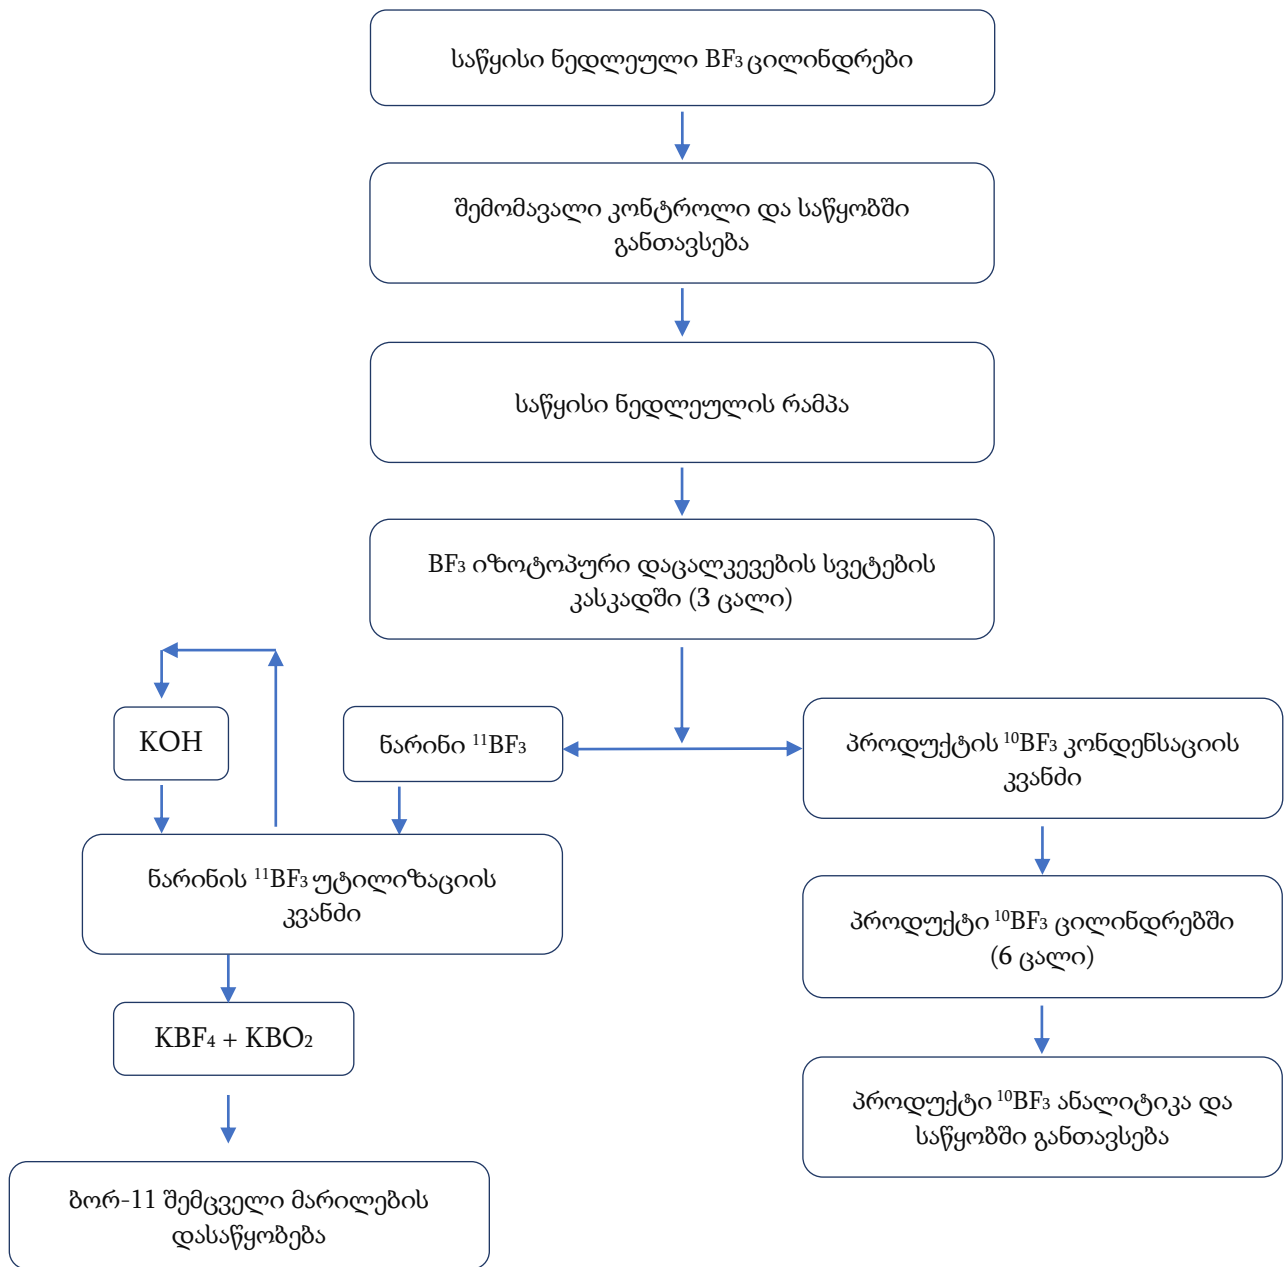 საწყისი ნედლეული BF₃ ცილინდრები
შემომავალი კონტროლი და საწყობში
განთავსება
საწყისი ნედლეულის რამპა
BF₃ იზოტოპური დაცალკევების სვეტების
კასკადში (3 ცალი)
KOH
ნარინი ¹¹BF₃
პროდუქტის ¹⁰BF₃ კონდენსაციის
კვანძი
ნარინის ¹¹BF₃ უტილიზაციის
კვანძი
პროდუქტი ¹⁰BF₃ ცილინდრებში
(6 ცალი)
KBF₄ + KBO₂
პროდუქტი ¹⁰BF₃ ანალიტიკა და
საწყობში განთავსება
ბორ-11 შემცველი მარილების
დასაწყობება